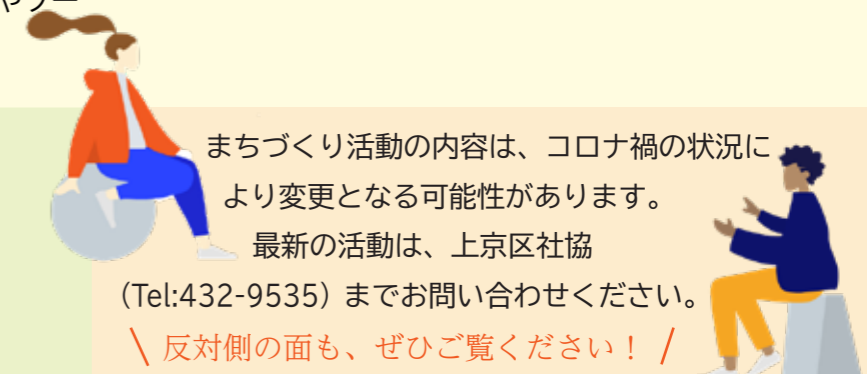 まちづくり活動の内容は、コロナ禍の状況に
より変更となる可能性があります。
最新の活動は、上京区社協
（Tel:432-9535）までお問い合わせください。
\ 反対側の面も、ぜひご覧ください！ /